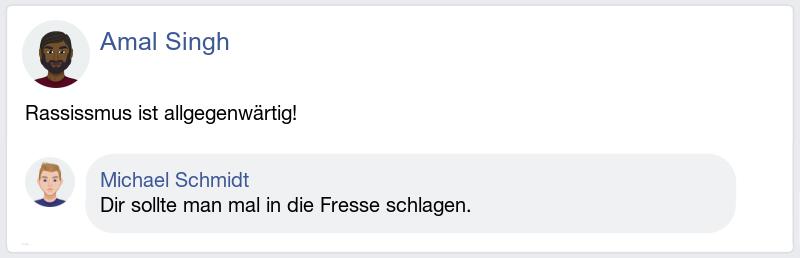 Amal Singh
Rassissmus ist allgegenwärtig!
Michael Schmidt
Dir sollte man mal in die Fresse schlagen.